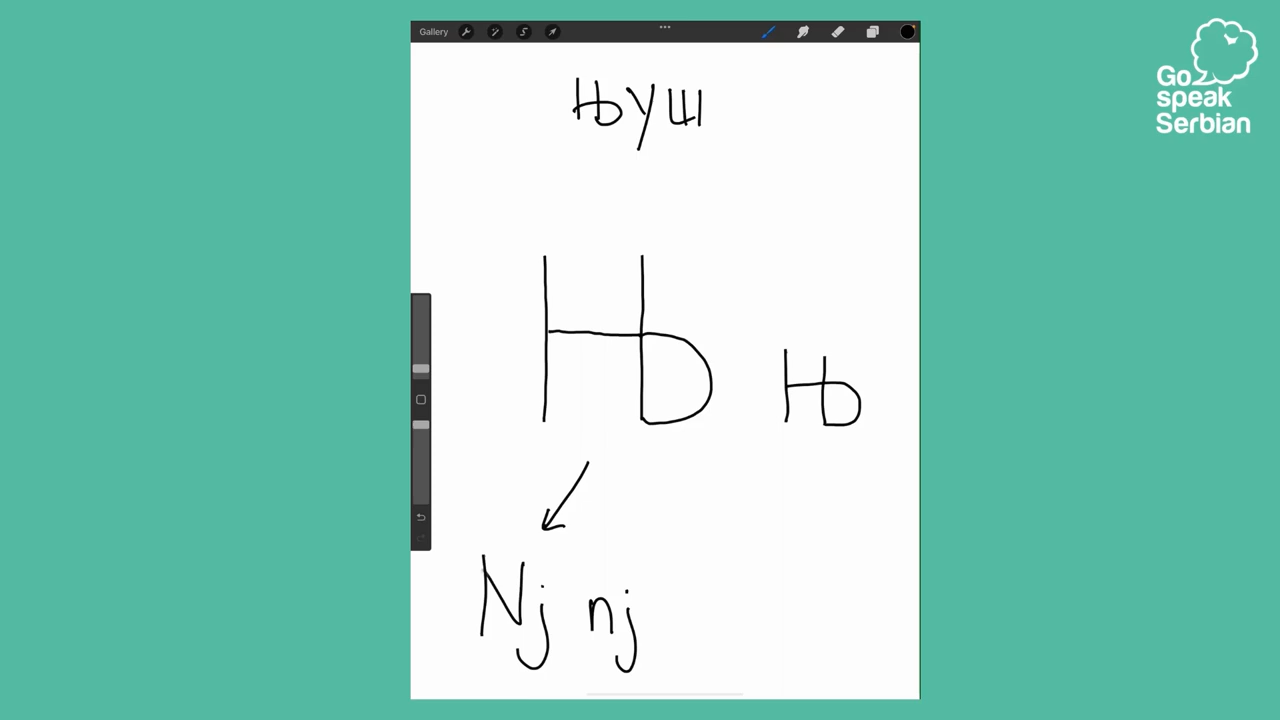 Gallery
Go
speak
Serbian
Њуш
Њ њ
Nj nj